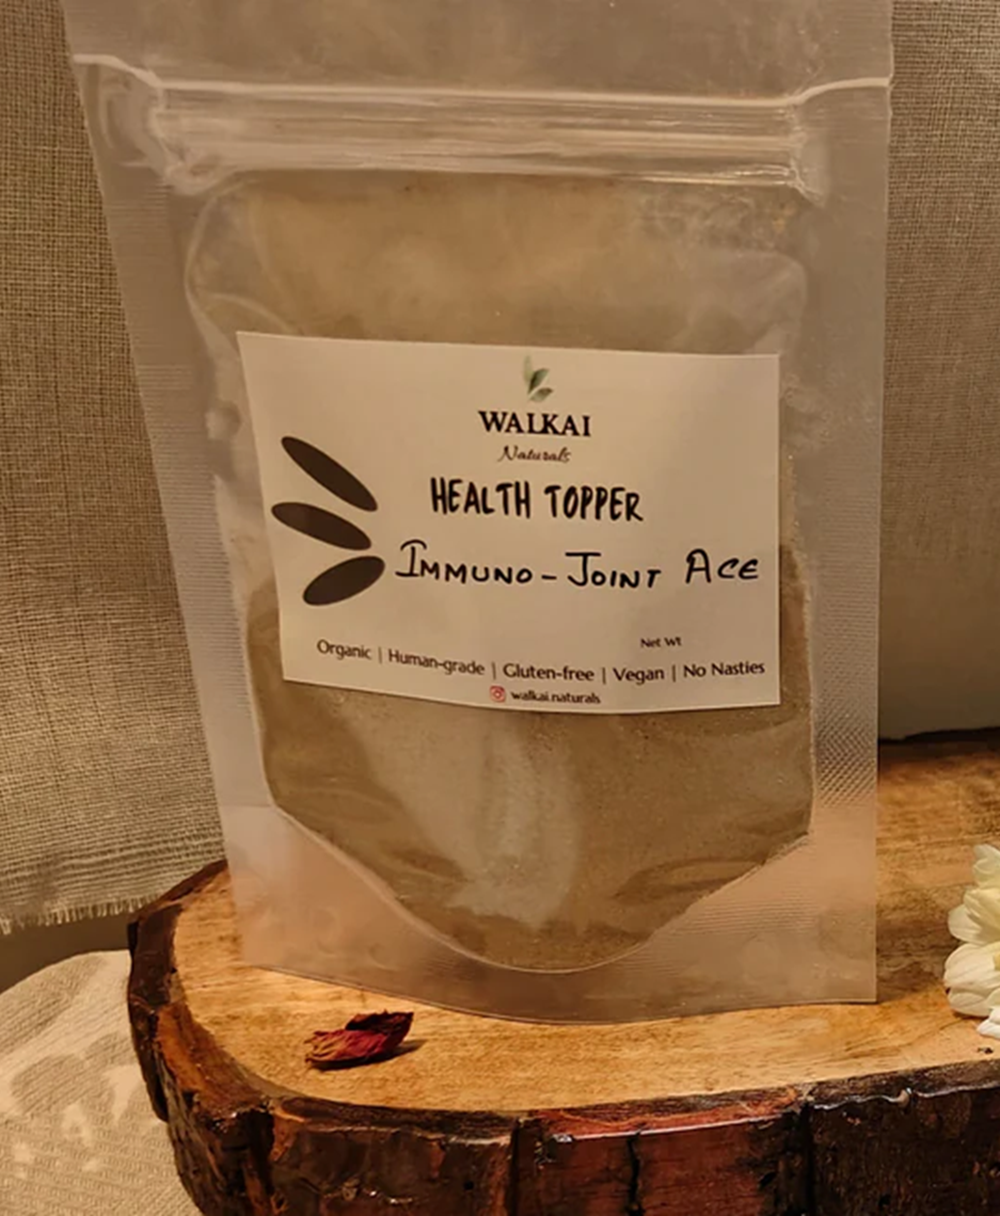 WALKAI
Naturals
HEALTH TOPPER
IMMUNO - JOINT ACE
Net Wt
Organic | Human-grade | Gluten-free | Vegan | No Nasties
walkai.naturals